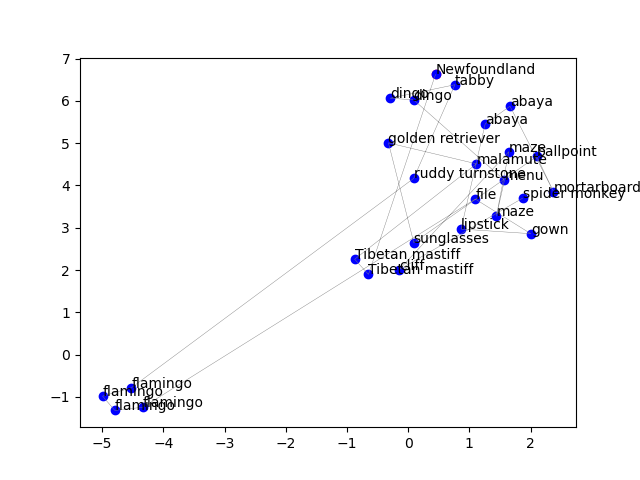 Newfoundland
tabby
dingo
dingo
abaya
abaya
golden retriever
maze
ballpoint
malamute
ruddy turnstone
menu
mortarboard
file
spider monkey
maze
lipstick
gown
sunglasses
Tibetan mastiff
Tibetan mastiff
cliff
flamingo
flamingo
flamingo
flamingo
7
6
5
4
3
2
1
0
−1
−5
−4
−3
−2
−1
0
1
2